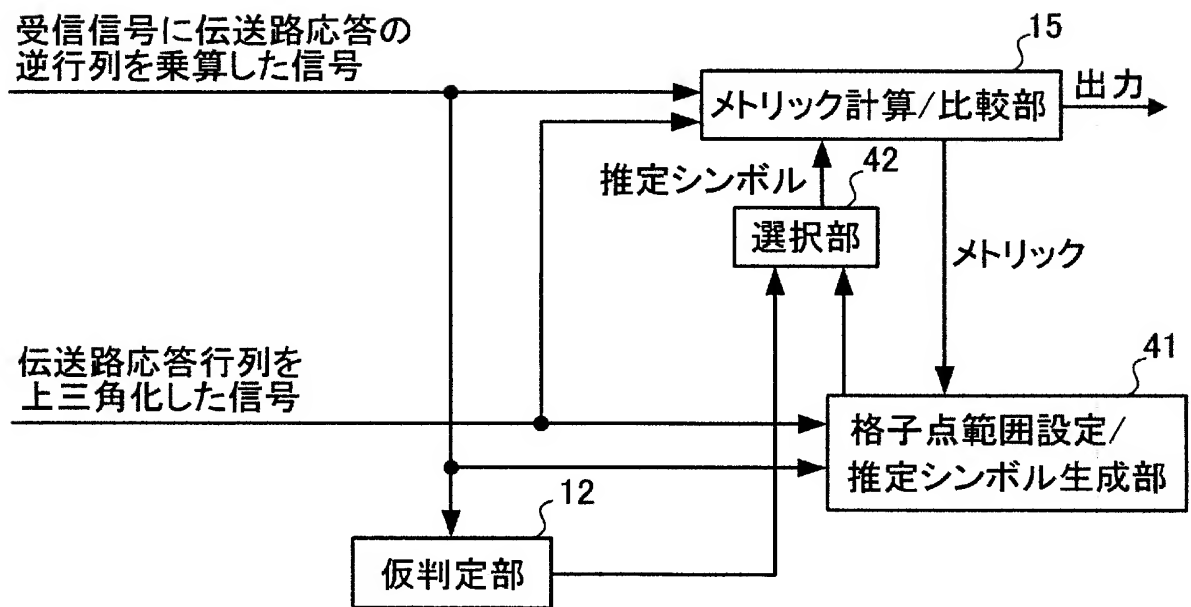 受信信号に伝送路応答の
逆行列を乗算した信号
15
メトリック計算/比較部
出力
推定シンボル
42
選択部
メトリック
伝送路応答行列を
上三角化した信号
41
格子点範囲設定/
推定シンボル生成部
12
仮判定部